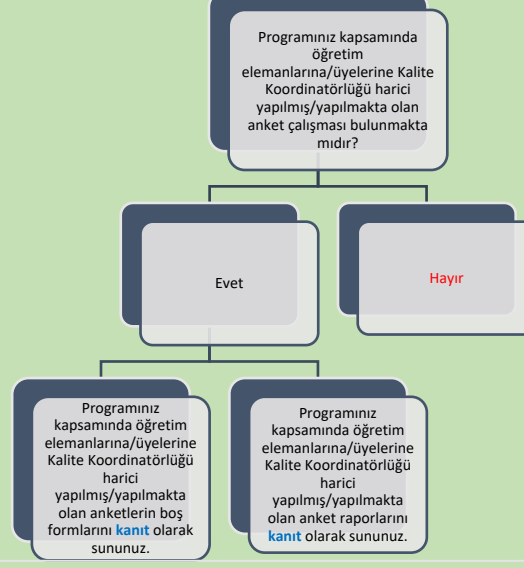 Programınız kapsamında
öğretim
elemanlarına/üyelerine Kalite
Koordinatörlüğü harici
yapılmış/yapılmakta olan
anket çalışması bulunmakta
mıdır?
Evet
Hayır
Programınız
kapsamında öğretim
elemanlarına/üyelerine
Kalite Koordinatörlüğü
harici
yapılmış/yapılmakta
olan anketlerin boş
formlarını kanıt olarak
sununuz.
Programınız
kapsamında öğretim
elemanlarına/üyelerine
Kalite Koordinatörlüğü
harici
yapılmış/yapılmakta
olan anket raporlarını
kanıt olarak sununuz.